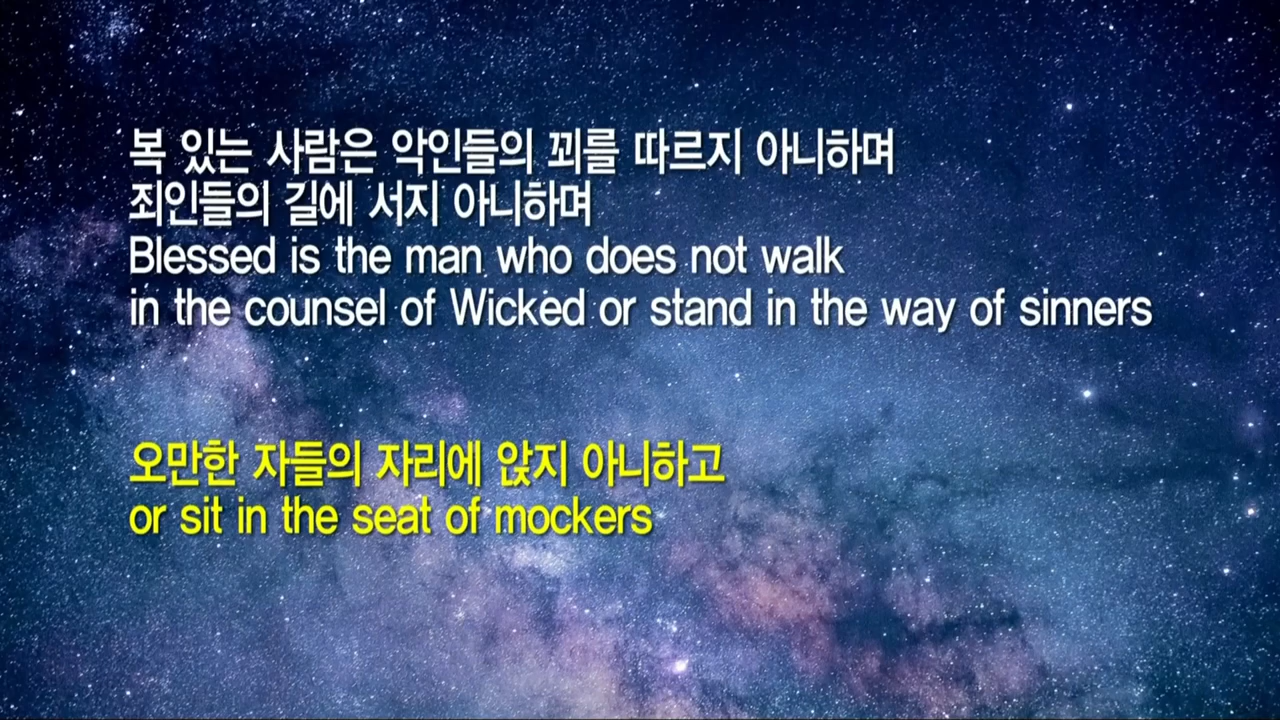 복 있는 사람은 악인들의 꾀를 따르지 아니하며
죄인들의 길에 서지 아니하며
Blessed is the man who does not walk
in the counsel of Wicked or stand in the way of sinners
오만한 자들의 자리에 앉지 아니하고
or sit in the seat of mockers